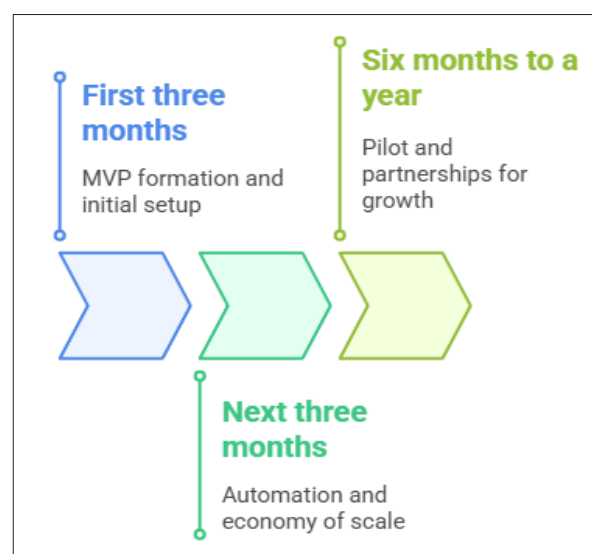 First three
months
MVP formation and
initial setup
Next three
months
Automation and
economy of scale
Six months to a
year
Pilot and
partnerships for
growth